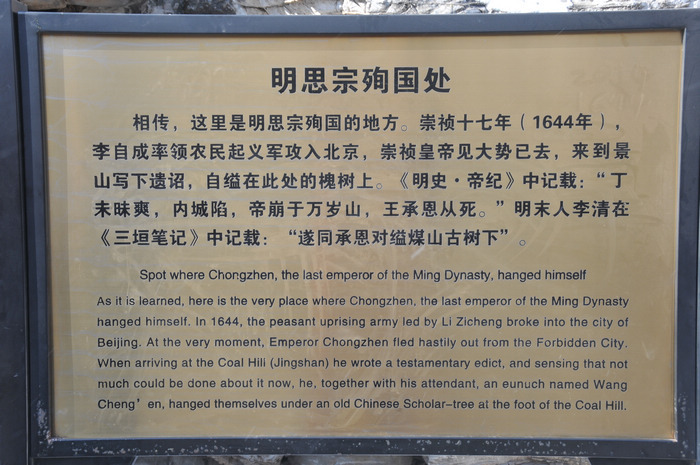 明思宗殉国处
相传，这里是明思宗殉国的地方。崇祯十七年（1644年），
李自成率领农民起义军攻入北京，崇祯皇帝见大势已去，来到景
山写下遗诏，自缢在此处的槐树上。《明史·帝纪》中记载：“丁
未昧爽，内城陷，帝崩于万岁山，王承恩从死。”明末人李清在
《三垣笔记》中记载：“遂同承恩对缢煤山古树下”。
Spot where Chongzhen, the last emperor of the Ming Dynasty, hanged himself
As it is learned, here is the very place where Chongzhen, the last emperor of the Ming Dynasty
hanged himself. In 1644, the peasant uprising army led by Li Zicheng broke into the city of
Beijing. At the very moment, Emperor Chongzhen fled hastily out from the Forbidden City.
When arriving at the Coal Hill (Jingshan) he wrote a testamentary edict, and sensing that not
much could be done about it now, he, together with his attendant, an eunuch named Wang
Cheng’en, hanged themselves under an old Chinese Scholar-tree at the foot of the Coal Hill.